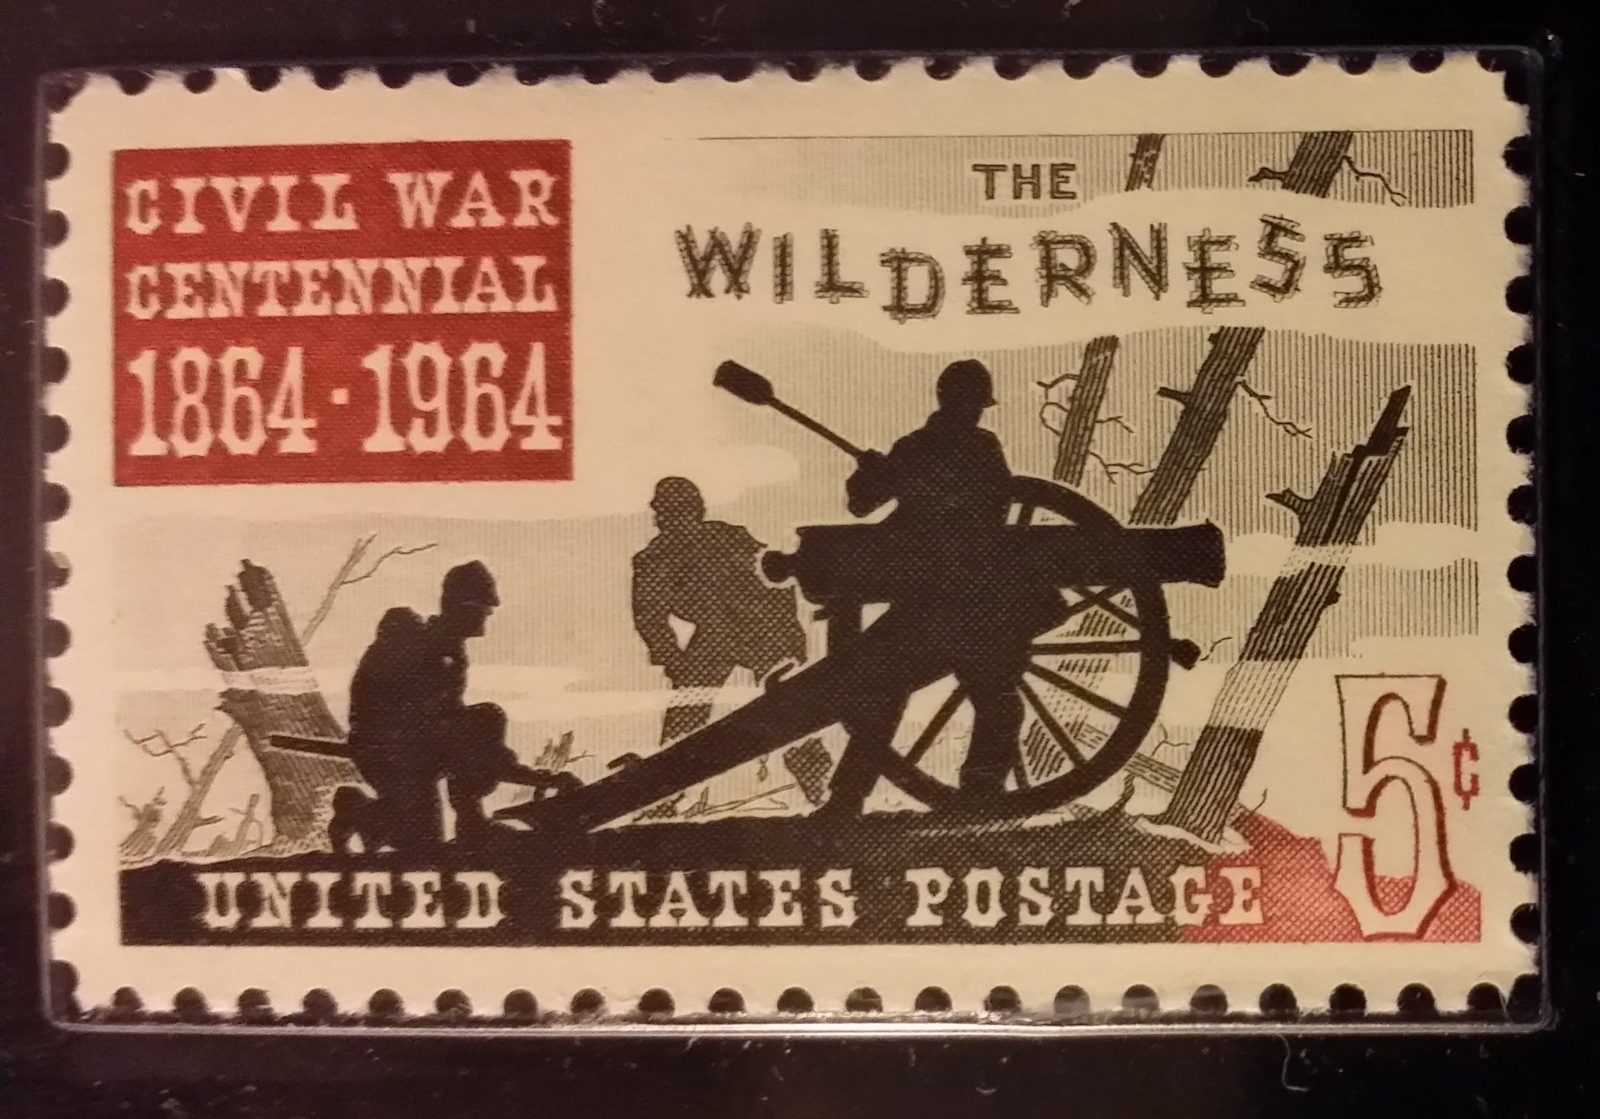 CIVIL WAR
CENTENNIAL
1864·1964
THE
WILDERNESS
5¢
UNITED STATES POSTAGE